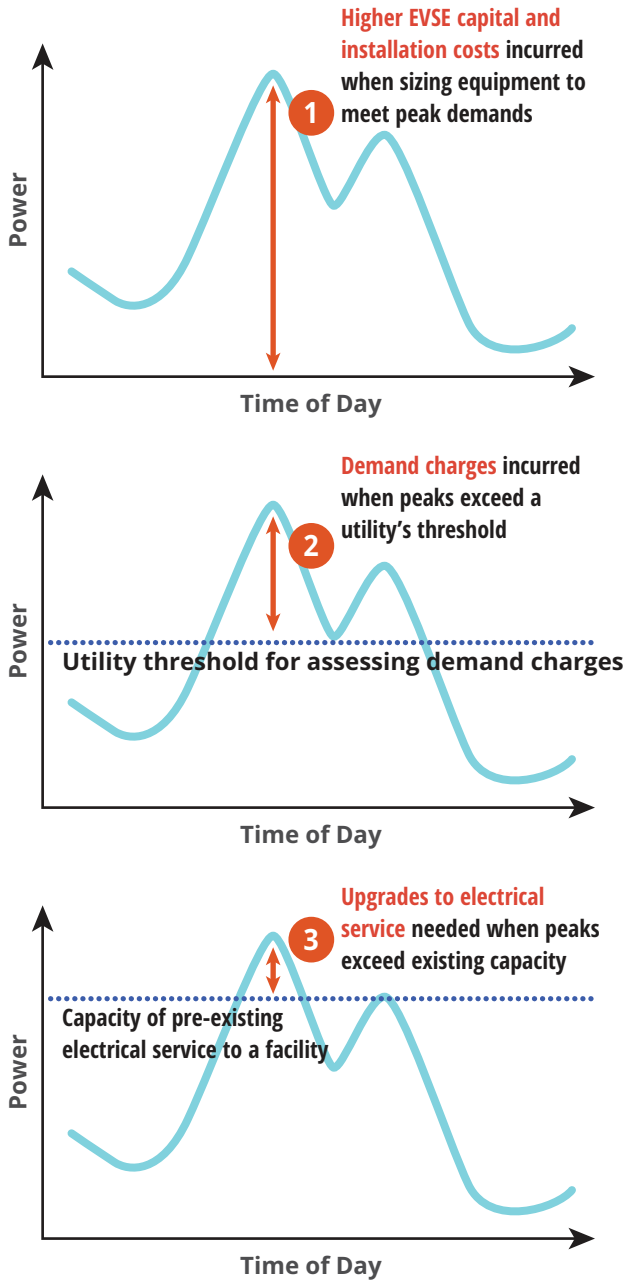 Higher EVSE capital and
installation costs incurred
when sizing equipment to
meet peak demands
1
Power
Time of Day
Demand charges incurred
when peaks exceed a
utility’s threshold
2
Utility threshold for assessing demand charges
Power
Time of Day
Upgrades to electrical
service needed when peaks
exceed existing capacity
3
Capacity of pre-existing
electrical service to a facility
Power
Time of Day